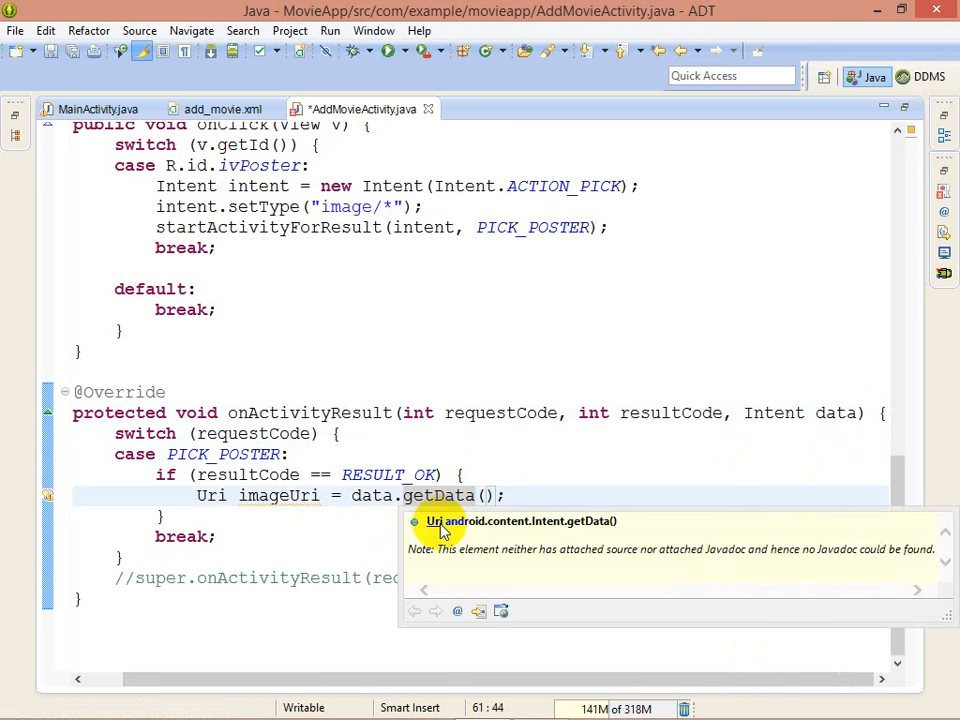 Java - MovieApp/src/com/example/movieapp/AddMovieActivity.java - ADT
File Edit Refactor Source Navigate Search Project Run Window Help
Quick Access Java DDMS
MainActivity.java add_movie.xml *AddMovieActivity.java
public void onClick(View v) {
switch (v.getId()) {
case R.id.ivPoster:
Intent intent = new Intent(Intent.ACTION_PICK);
intent.setType("image/*");
startActivityForResult(intent, PICK_POSTER);
break;
default:
break;
}
}
@Override
protected void onActivityResult(int requestCode, int resultCode, Intent data) {
switch (requestCode) {
case PICK_POSTER:
if (resultCode == RESULT_OK) {
Uri imageUri = data.getData();
}
Uri android.content.Intent.getData()
break;
Note: This element neither has attached source nor attached Javadoc and hence no Javadoc could be found.
}
//super.onActivityResult(re
}
Writable Smart Insert 61 : 44 141M of 318M